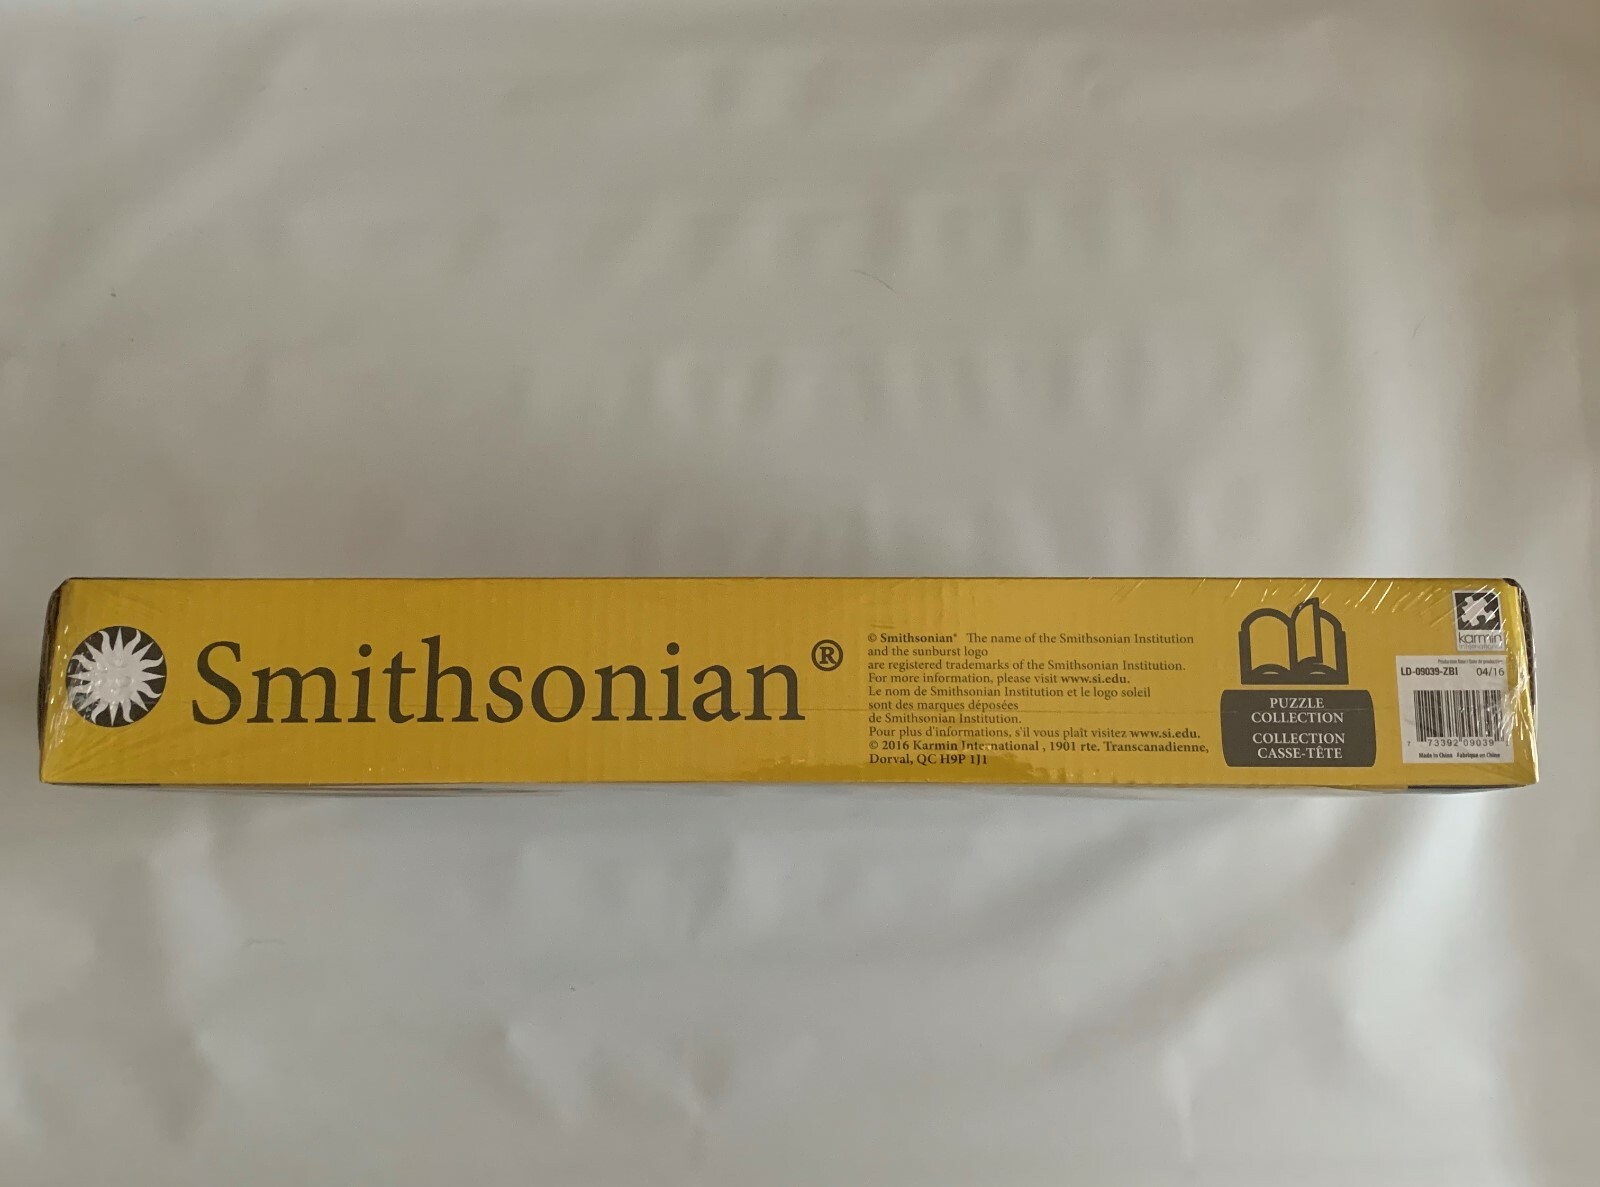 Smithsonian®
© Smithsonian® The name of the Smithsonian Institution
and the sunburst logo
are registered trademarks of the Smithsonian Institution.
For more information, please visit www.si.edu.
Le nom de Smithsonian Institution et le logo soleil
sont des marques déposées
de Smithsonian Institution.
Pour plus d'informations, s'il vous plaît visitez www.si.edu.
© 2016 Karmin International , 1901 rte. Transcanadienne,
Dorval, QC H9P 1J1
PUZZLE
COLLECTION
COLLECTION
CASSE-TÊTE
karmin
international
LD-09039-ZBI 04/16
7 73392 09039
Made in China Fabriqué en Chine